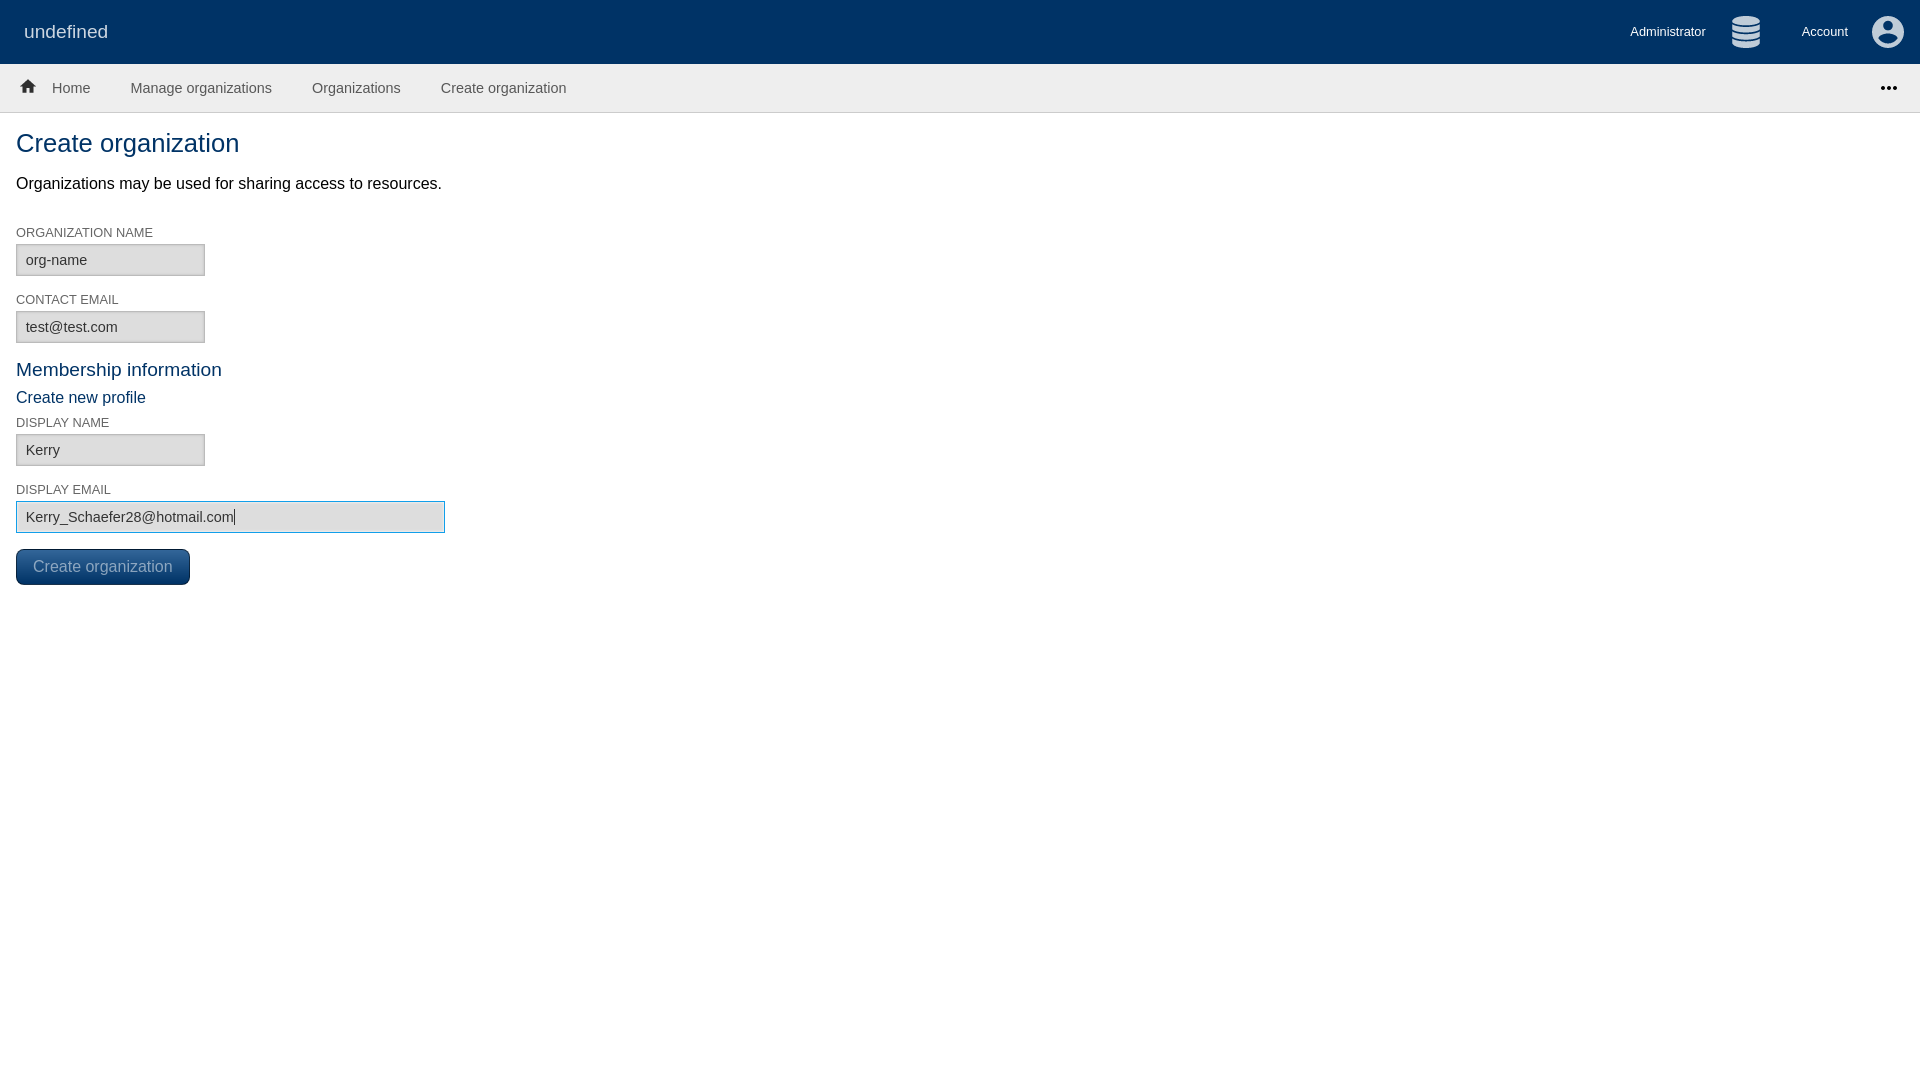 undefined
Administrator
Account
Home
Manage organizations
Organizations
Create organization
Create organization
Organizations may be used for sharing access to resources.
ORGANIZATION NAME
org-name
CONTACT EMAIL
test@test.com
Membership information
Create new profile
DISPLAY NAME
Kerry
DISPLAY EMAIL
Kerry_Schaefer28@hotmail.com
Create organization